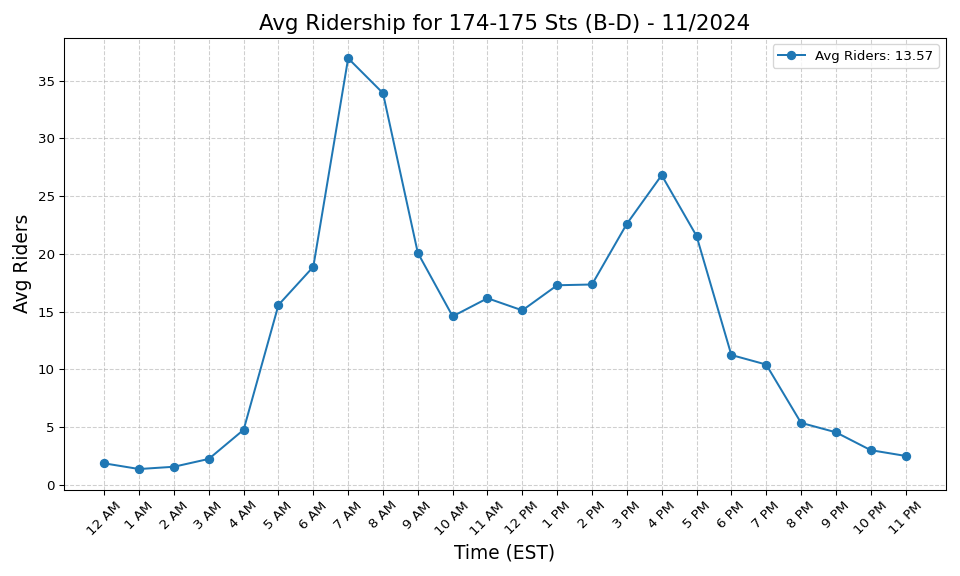 Avg Ridership for 174-175 Sts (B-D) - 11/2024
Avg Riders: 13.57
Avg Riders
35
30
25
20
15
10
5
0
12 AM
1 AM
2 AM
3 AM
4 AM
5 AM
6 AM
7 AM
8 AM
9 AM
10 AM
11 AM
12 PM
1 PM
2 PM
3 PM
4 PM
5 PM
6 PM
7 PM
8 PM
9 PM
10 PM
11 PM
Time (EST)